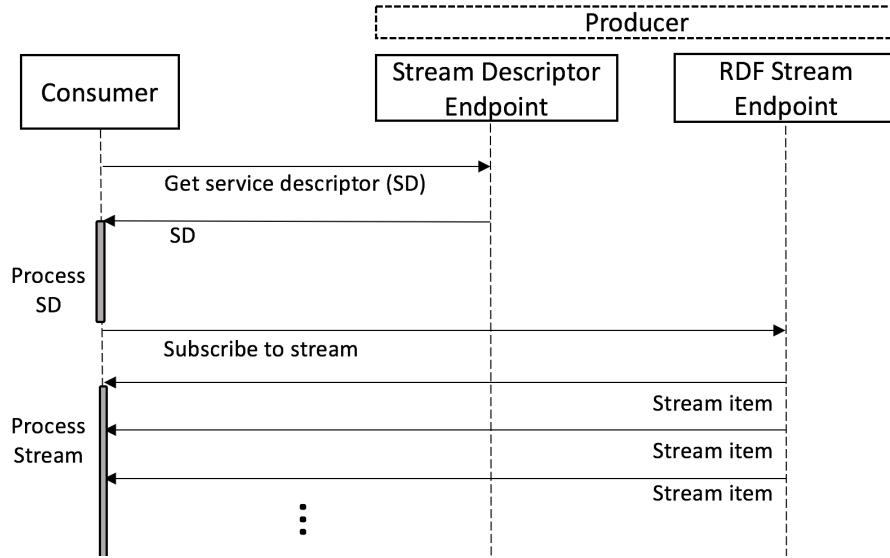 Producer
Consumer
Stream Descriptor
Endpoint
RDF Stream
Endpoint
Get service descriptor (SD)
SD
Process
SD
Subscribe to stream
Stream item
Process
Stream
Stream item
Stream item